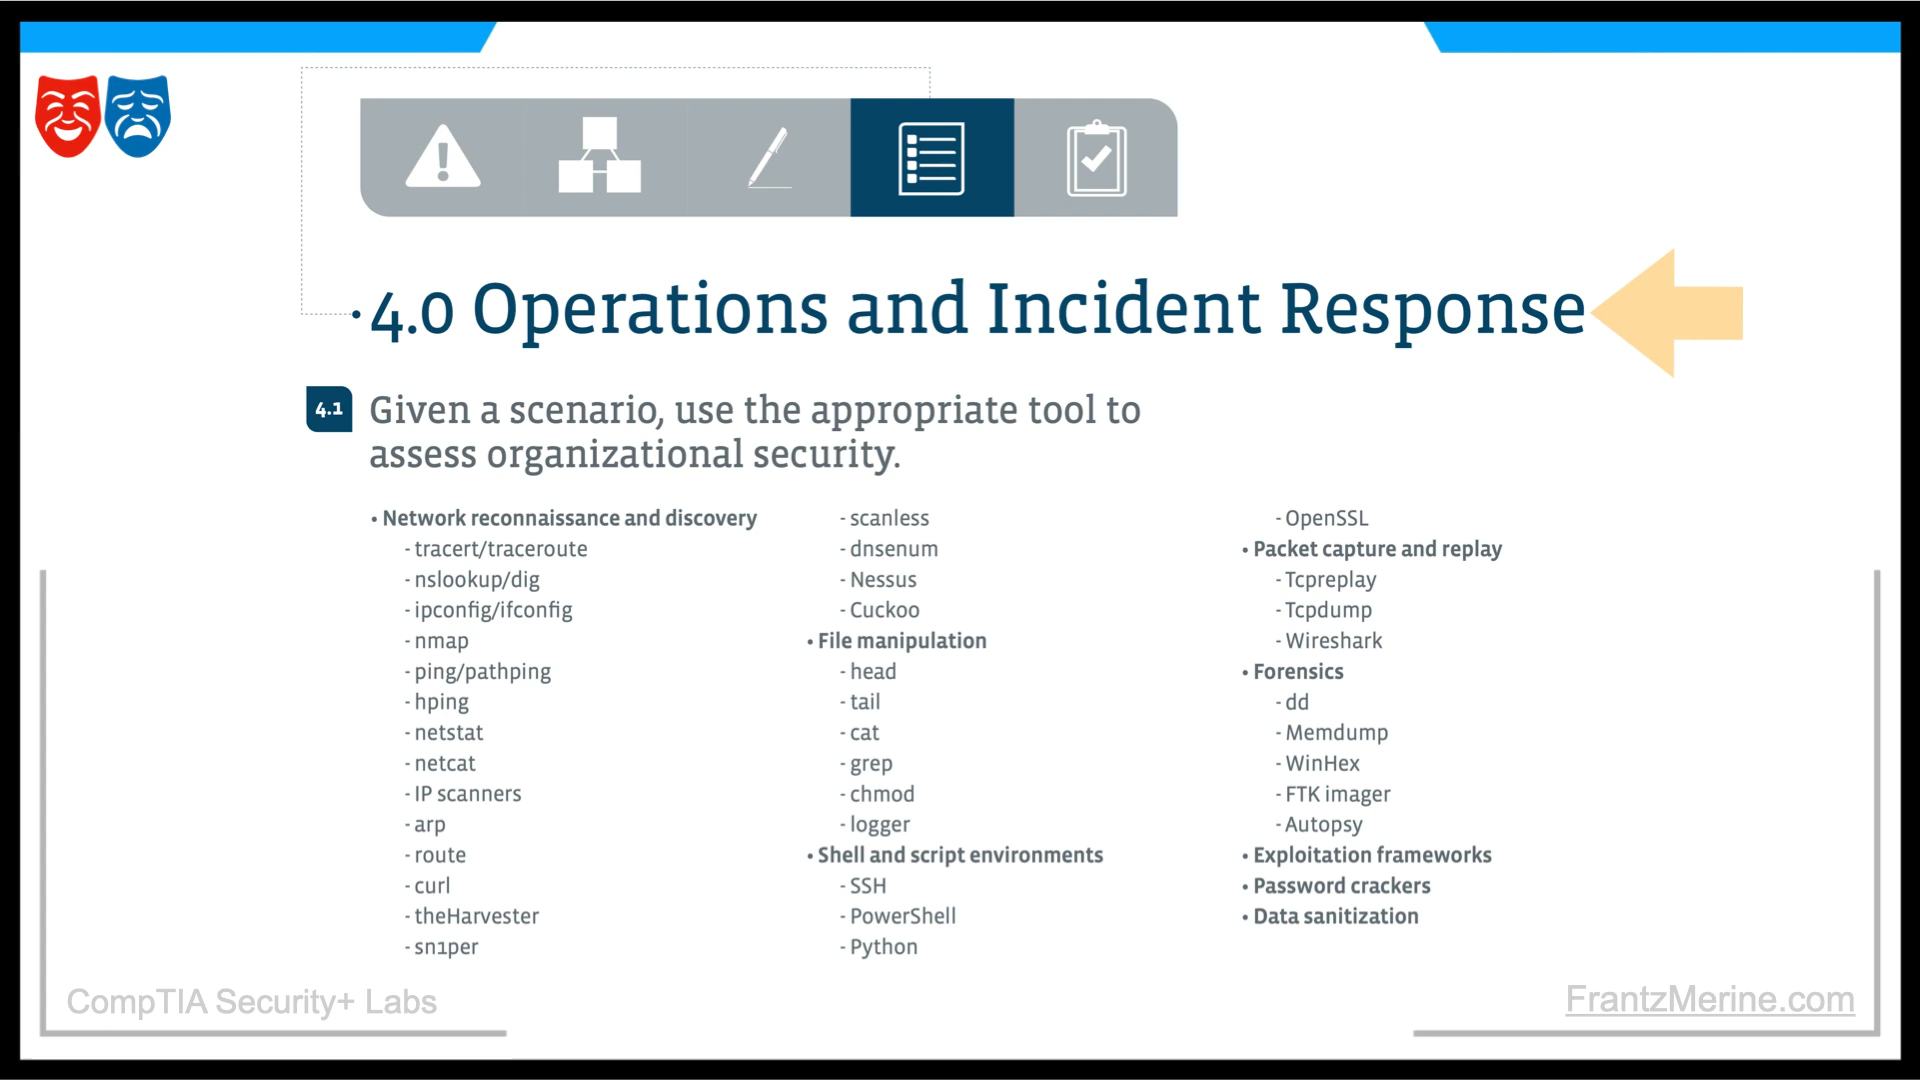 4.0 Operations and Incident Response
4.1
Given a scenario, use the appropriate tool to
assess organizational security.
• Network reconnaissance and discovery
- tracert/traceroute
- nslookup/dig
- ipconfig/ifconfig
- nmap
- ping/pathping
- hping
- netstat
- netcat
- IP scanners
- arp
- route
- curl
- theHarvester
- sn1per
- scanless
- dnsenum
- Nessus
- Cuckoo
• File manipulation
- head
- tail
- cat
- grep
- chmod
- logger
• Shell and script environments
- SSH
- PowerShell
- Python
- OpenSSL
• Packet capture and replay
- Tcpreplay
- Tcpdump
- Wireshark
• Forensics
- dd
- Memdump
- WinHex
- FTK imager
- Autopsy
• Exploitation frameworks
• Password crackers
• Data sanitization
CompTIA Security+ Labs
FrantzMerine.com